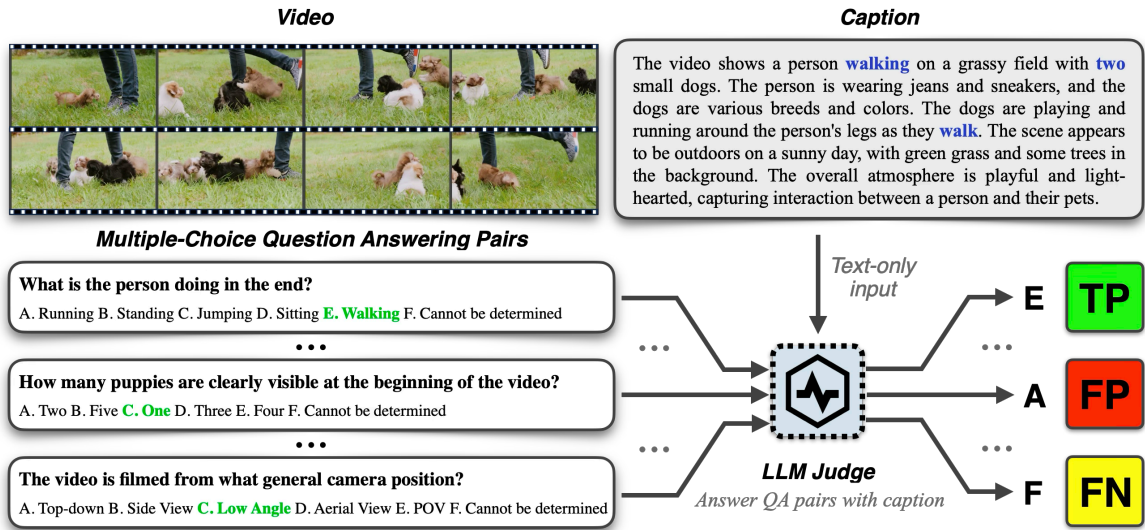 Video
Caption
The video shows a person walking on a grassy field with two
small dogs. The person is wearing jeans and sneakers, and the
dogs are various breeds and colors. The dogs are playing and
running around the person's legs as they walk. The scene appears
to be outdoors on a sunny day, with green grass and some trees in
the background. The overall atmosphere is playful and light-
hearted, capturing interaction between a person and their pets.
Multiple-Choice Question Answering Pairs
What is the person doing in the end?
A. Running B. Standing C. Jumping D. Sitting E. Walking F. Cannot be determined
...
How many puppies are clearly visible at the beginning of the video?
A. Two B. Five C. One D. Three E. Four F. Cannot be determined
...
The video is filmed from what general camera position?
A. Top-down B. Side View C. Low Angle D. Aerial View E. POV F. Cannot be determined
Text-only
input
...
...
LLM Judge
Answer QA pairs with caption
E
TP
...
A
FP
...
F
FN